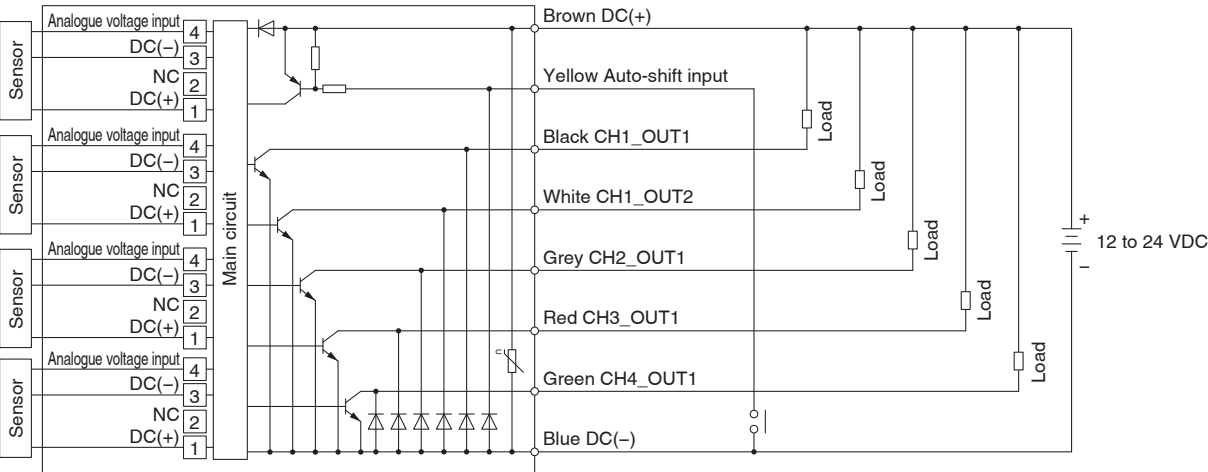 Sensor
Analogue voltage input
4
DC(–)
3
NC
2
DC(+)
1
Sensor
Analogue voltage input
4
DC(–)
3
NC
2
DC(+)
1
Sensor
Analogue voltage input
4
DC(–)
3
NC
2
DC(+)
1
Sensor
Analogue voltage input
4
DC(–)
3
NC
2
DC(+)
1
Main circuit
Brown DC(+)
Yellow Auto-shift input
Black CH1_OUT1
White CH1_OUT2
Grey CH2_OUT1
Red CH3_OUT1
Green CH4_OUT1
Blue DC(–)
Load
Load
Load
Load
Load
+
12 to 24 VDC
–